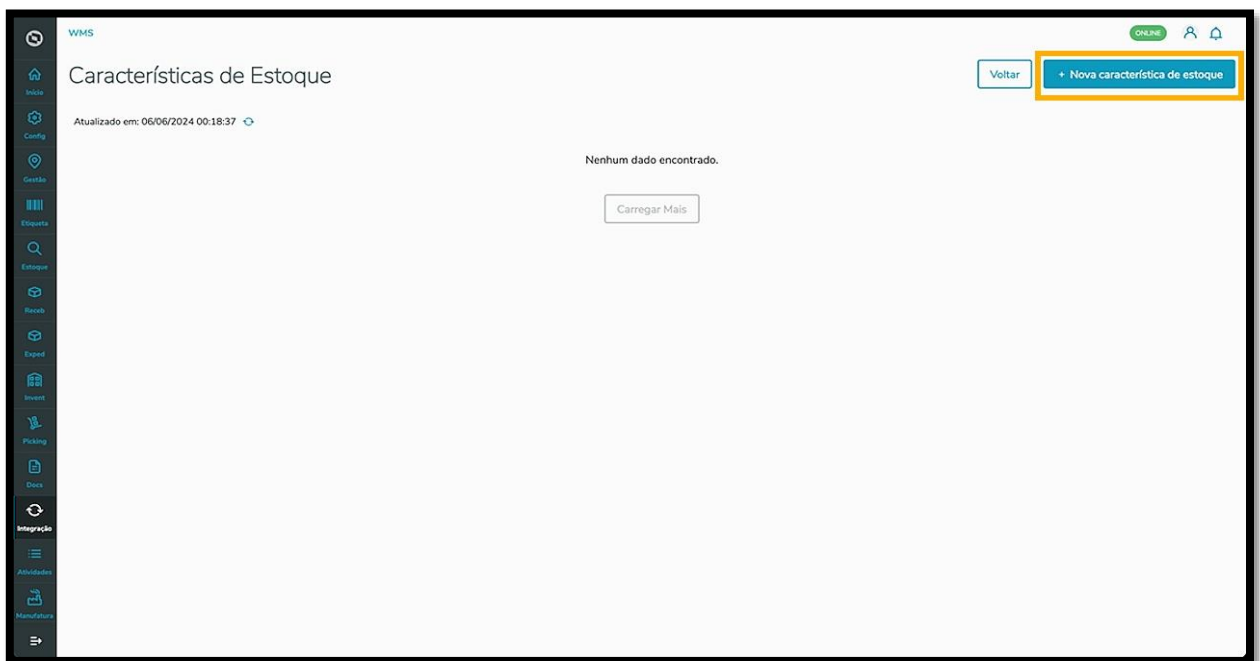 WMS
ONLINE
Características de Estoque
Voltar
+ Nova característica de estoque
Atualizado em: 06/06/2024 00:18:37
Nenhum dado encontrado.
Carregar Mais
Início
Config
Gestão
Etiqueta
Estoque
Receb
Exped
Invent
Picking
Docs
Integração
Atividades
Manufatura